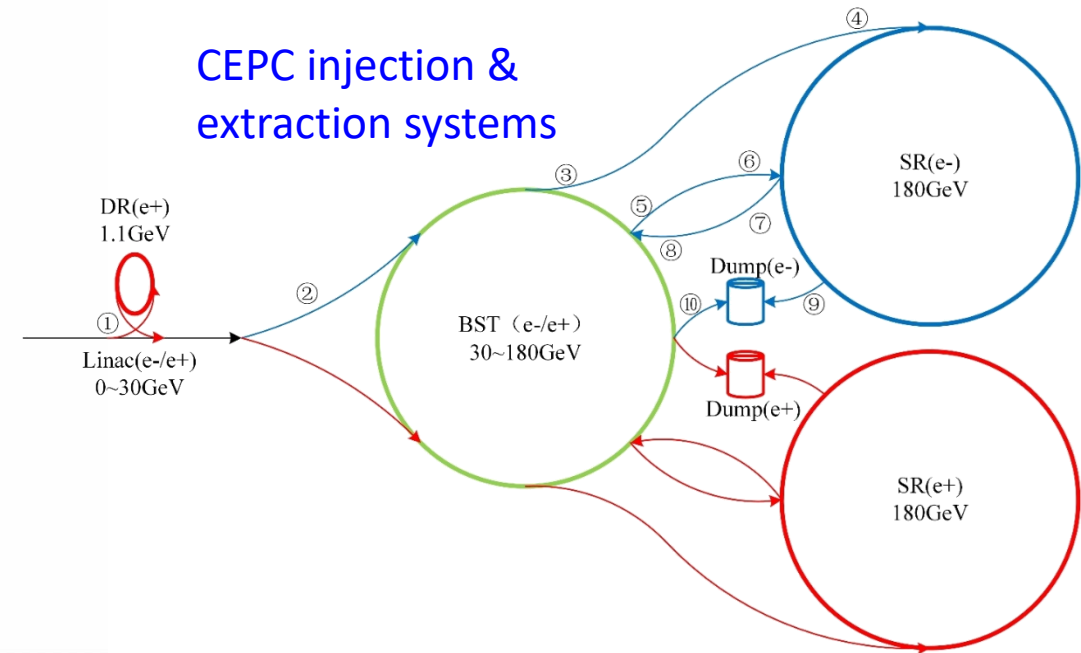 CEPC injection &
extraction systems
④
③
⑥
SR(e-)
180GeV
DR(e+)
1.1GeV
⑤
⑦
⑧
Dump(e-)
②
⑩
⑨
①
BST（e-/e+）
30~180GeV
Linac(e-/e+)
0~30GeV
Dump(e+)
SR(e+)
180GeV